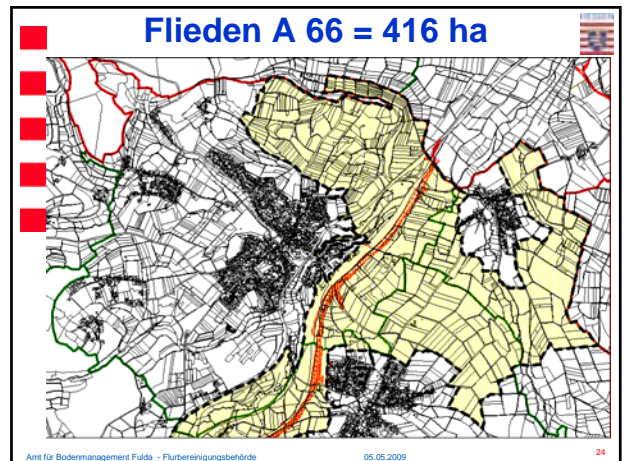 Flieden A 66 = 416 ha
Amt für Bodenmanagement Fulda - Flurbereinigungsbehörde
05.05.2009
24